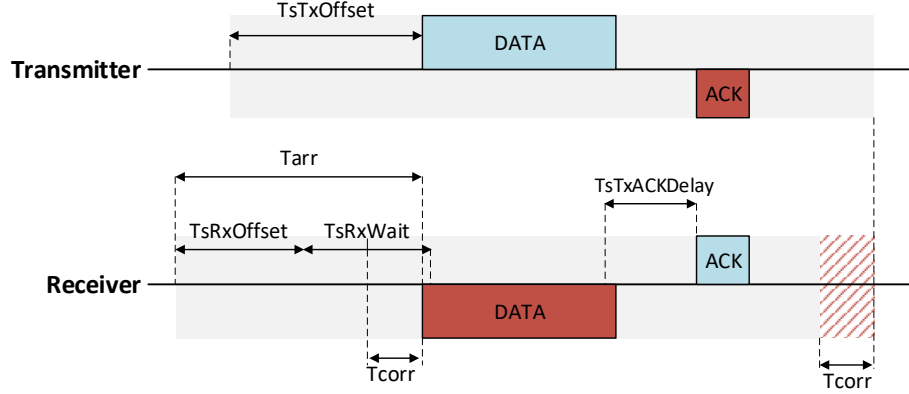 TsTxOffset
DATA
Transmitter
ACK
Tarr
TsTxACKDelay
TsRxOffset
TsRxWait
ACK
Receiver
DATA
Tcorr
Tcorr